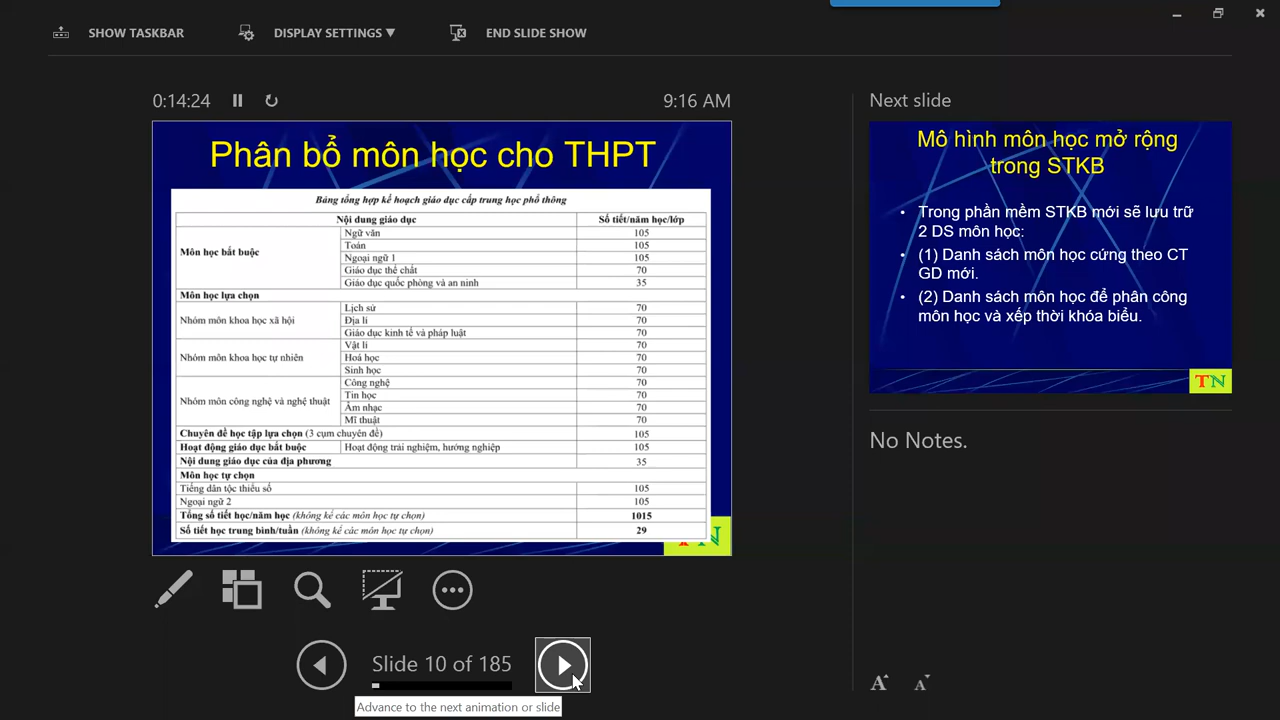 SHOW TASKBAR
DISPLAY SETTINGS ▼
END SLIDE SHOW
0:14:24
9:16 AM
Phân bổ môn học cho THPT
Bảng tổng hợp kế hoạch giáo dục cấp trung học phổ thông
Nội dung giáo dục Số tiết/năm học/lớp
Môn học bắt buộc
Ngữ văn 105
Toán 105
Ngoại ngữ 1 105
Giáo dục thể chất 70
Giáo dục quốc phòng và an ninh 35
Môn học lựa chọn
Nhóm môn khoa học xã hội
Lịch sử 70
Địa lí 70
Giáo dục kinh tế và pháp luật 70
Nhóm môn khoa học tự nhiên
Vật lí 70
Hoá học 70
Sinh học 70
Nhóm môn công nghệ và nghệ thuật
Công nghệ 70
Tin học 70
Âm nhạc 70
Mĩ thuật 70
Chuyên đề học tập lựa chọn (3 cụm chuyên đề) 105
Hoạt động giáo dục bắt buộc Hoạt động trải nghiệm, hướng nghiệp 105
Nội dung giáo dục của địa phương 35
Môn học tự chọn
Tiếng dân tộc thiểu số 105
Ngoại ngữ 2 105
Tổng số tiết học/năm học (không kể các môn học tự chọn) 1015
Số tiết học trung bình/tuần (không kể các môn học tự chọn) 29
TN
Slide 10 of 185
Advance to the next animation or slide
Next slide
Mô hình môn học mở rộng
trong STKB
• Trong phần mềm STKB mới sẽ lưu trữ
2 DS môn học:
• (1) Danh sách môn học cứng theo CT
GD mới.
• (2) Danh sách môn học để phân công
môn học và xếp thời khóa biểu.
TN
No Notes.
A A